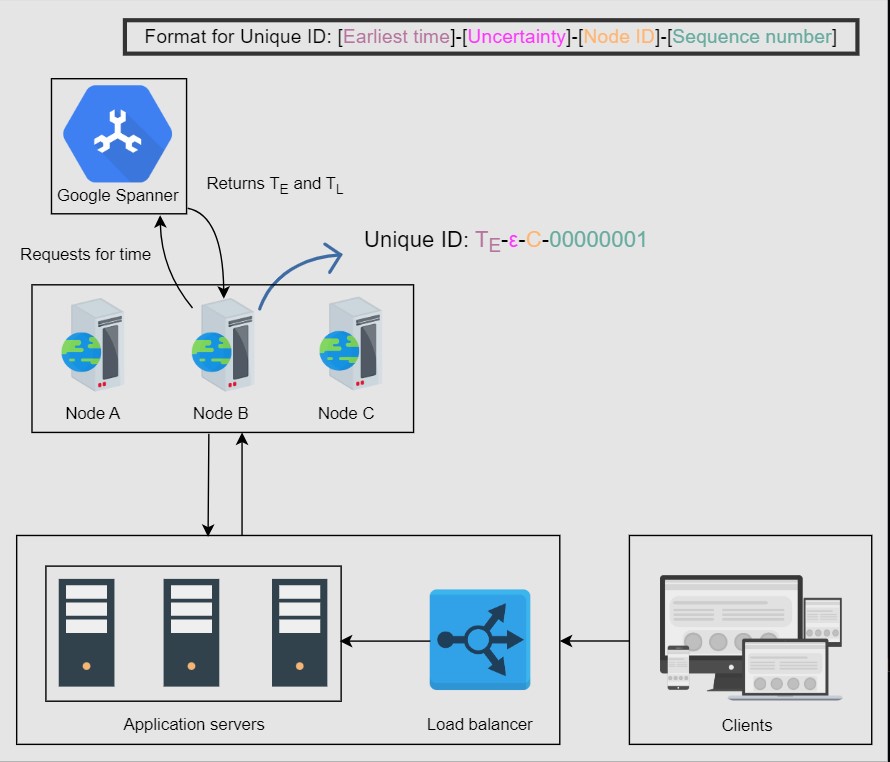 Format for Unique ID: [Earliest time]-[Uncertainty]-[Node ID]-[Sequence number]
Google Spanner
Returns T_E and T_L
Requests for time
Unique ID: T_E-ε-C-00000001
Node A
Node B
Node C
Application servers
Load balancer
Clients